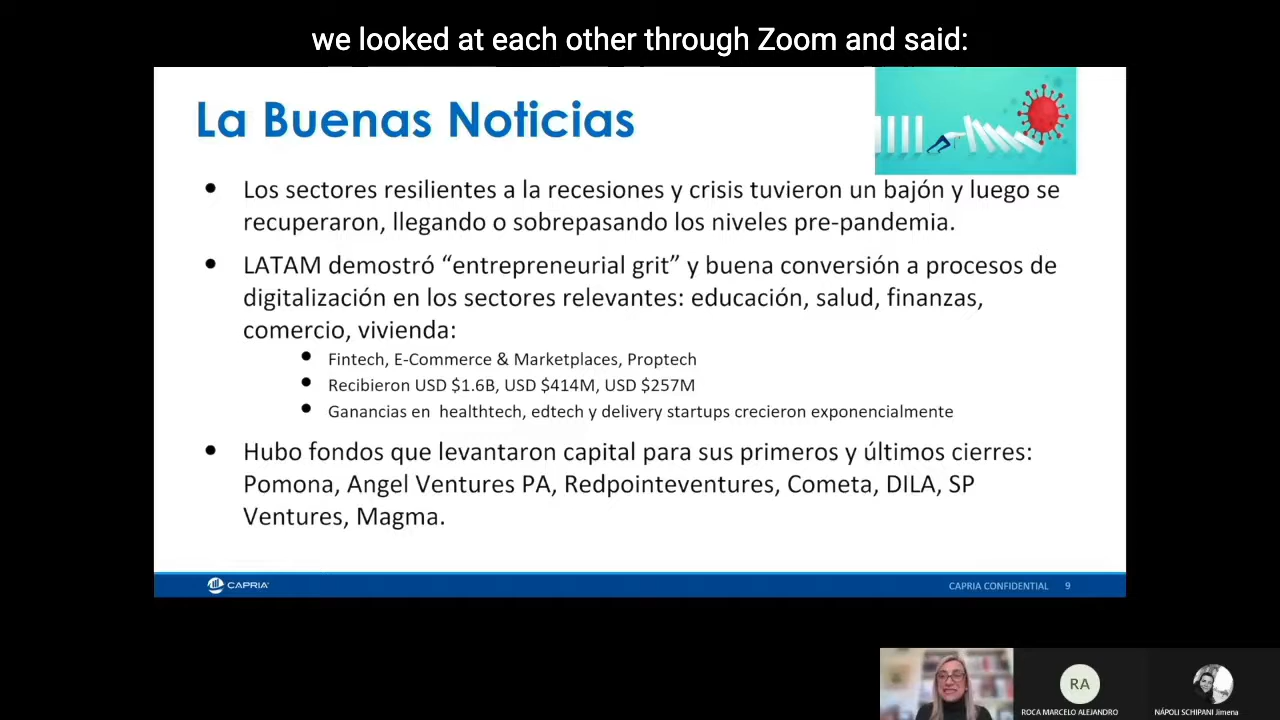 we looked at each other through Zoom and said:
La Buenas Noticias
• Los sectores resilientes a la recesiones y crisis tuvieron un bajón y luego se
recuperaron, llegando o sobrepasando los niveles pre-pandemia.
• LATAM demostró “entrepreneurial grit” y buena conversión a procesos de
digitalización en los sectores relevantes: educación, salud, finanzas,
comercio, vivienda:
• Fintech, E-Commerce & Marketplaces, Proptech
• Recibieron USD $1.6B, USD $414M, USD $257M
• Ganancias en healthtech, edtech y delivery startups crecieron exponencialmente
• Hubo fondos que levantaron capital para sus primeros y últimos cierres:
Pomona, Angel Ventures PA, Redpointeventures, Cometa, DILA, SP
Ventures, Magma.
CAPRIA
CAPRIA CONFIDENTIAL 9
RA
ROCA MARCELO ALEJANDRO
NÁPOLI SCHIPANI Jimena